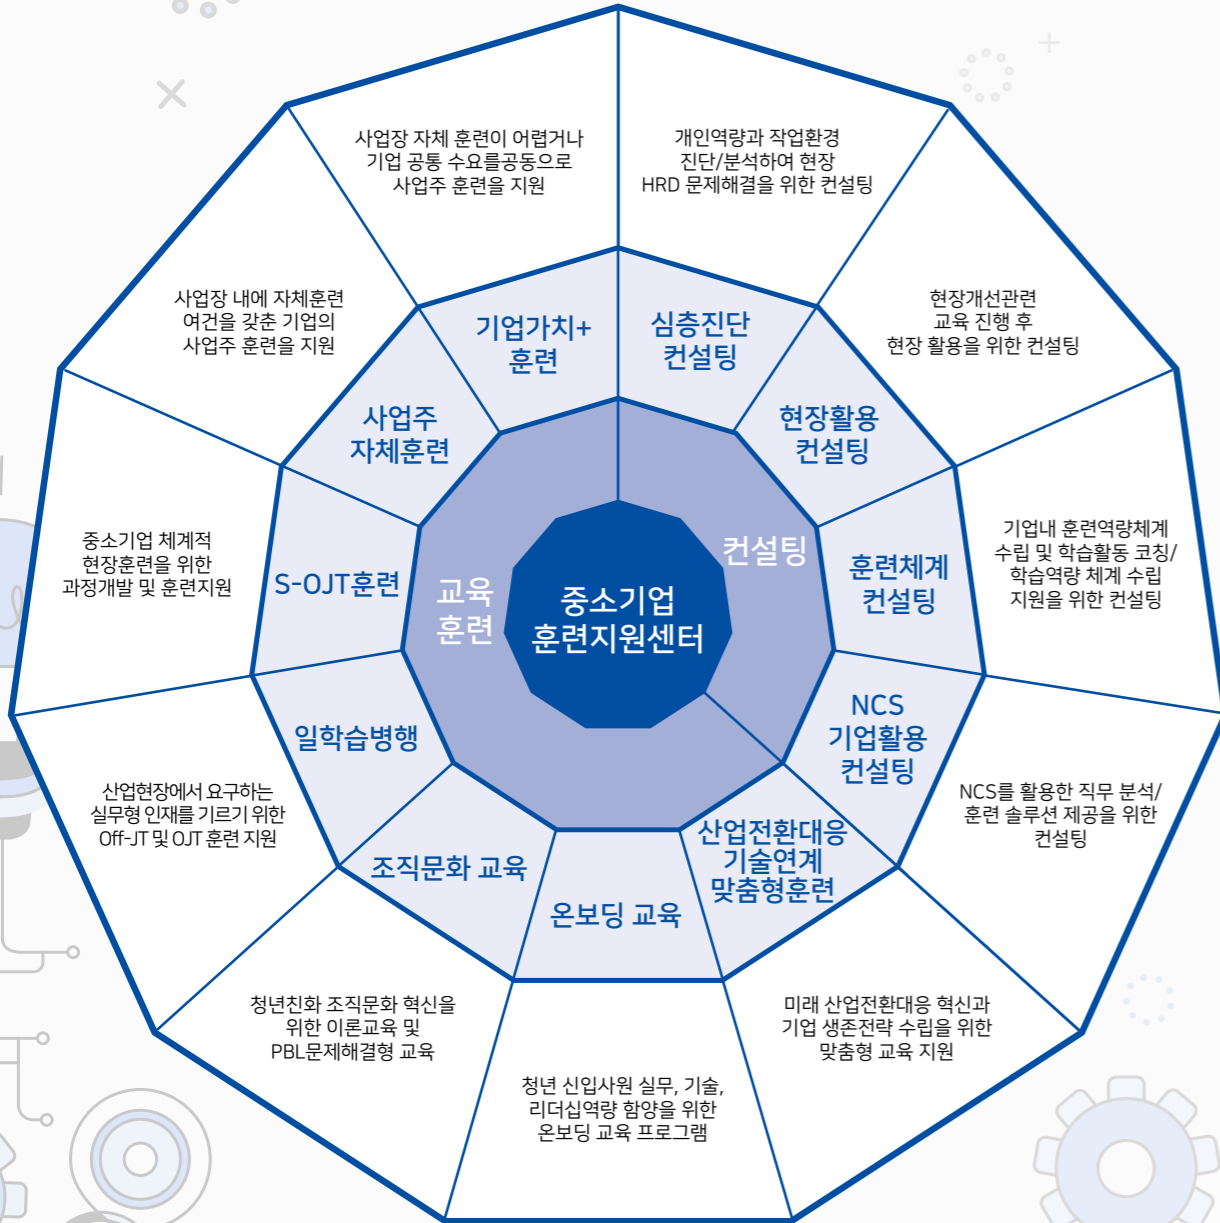 중소기업
훈련지원센터
컨설팅
교육
훈련
심층진단
컨설팅
개인역량과 작업환경
진단/분석하여 현장
HRD 문제해결을 위한 컨설팅
현장활용
컨설팅
현장개선관련
교육 진행 후
현장 활용을 위한 컨설팅
훈련체계
컨설팅
기업내 훈련역량체계
수립 및 학습활동 코칭/
학습역량 체계 수립
지원을 위한 컨설팅
NCS
기업활용
컨설팅
NCS를 활용한 직무 분석/
훈련 솔루션 제공을 위한
컨설팅
산업전환대응
기술연계
맞춤형훈련
미래 산업전환대응 혁신과
기업 생존전략 수립을 위한
맞춤형 교육 지원
온보딩 교육
청년 신입사원 실무, 기술,
리더십역량 함양을 위한
온보딩 교육 프로그램
조직문화 교육
청년친화 조직문화 혁신을
위한 이론교육 및
PBL문제해결형 교육
일학습병행
산업현장에서 요구하는
실무형 인재를 기르기 위한
Off-JT 및 OJT 훈련 지원
S-OJT훈련
중소기업 체계적
현장훈련을 위한
과정개발 및 훈련지원
사업주
자체훈련
사업장 내에 자체훈련
여건을 갖춘 기업의
사업주 훈련을 지원
기업가치+
훈련
사업장 자체 훈련이 어렵거나
기업 공통 수요를공동으로
사업주 훈련을 지원